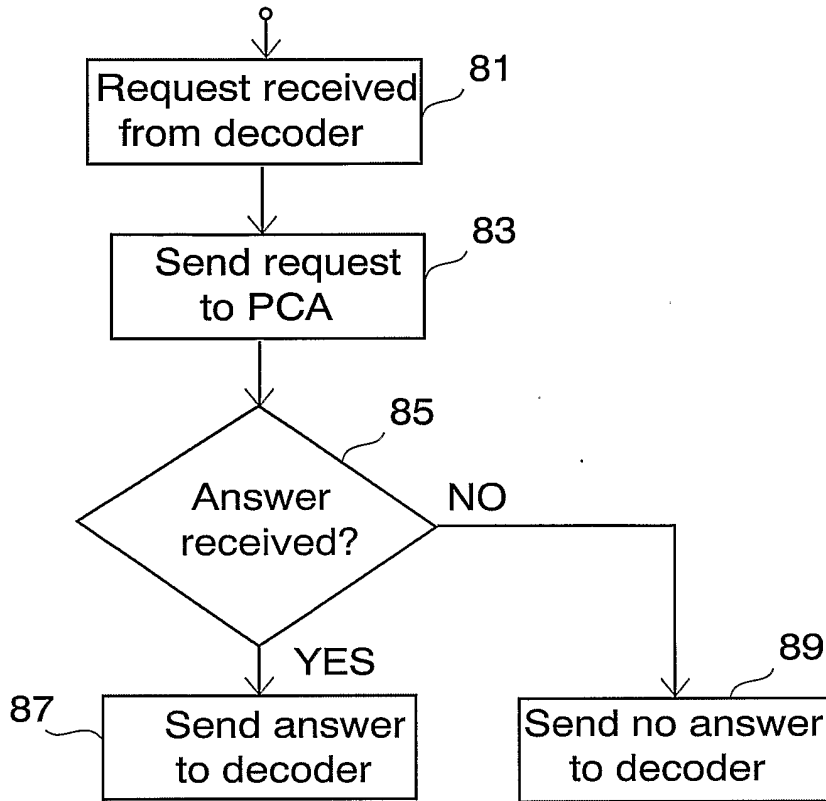 Request received
from decoder
81
Send request
to PCA
83
Answer
received?
85
NO
YES
Send answer
to decoder
87
Send no answer
to decoder
89